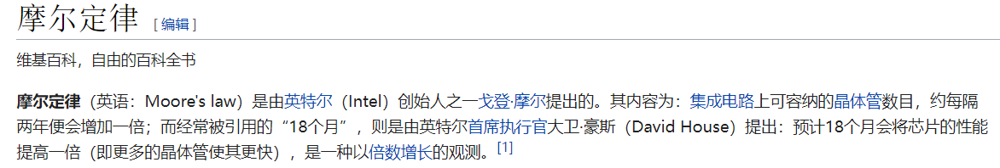 摩尔定律 [ 编辑 ]
维基百科，自由的百科全书
摩尔定律（英语：Moore's law）是由英特尔（Intel）创始人之一戈登·摩尔提出的。其内容为：集成电路上可容纳的晶体管数目，约每隔
两年便会增加一倍；而经常被引用的“18个月”，则是由英特尔首席执行官大卫·豪斯（David House）提出：预计18个月会将芯片的性能
提高一倍（即更多的晶体管使其更快），是一种以倍数增长的观测。[1]